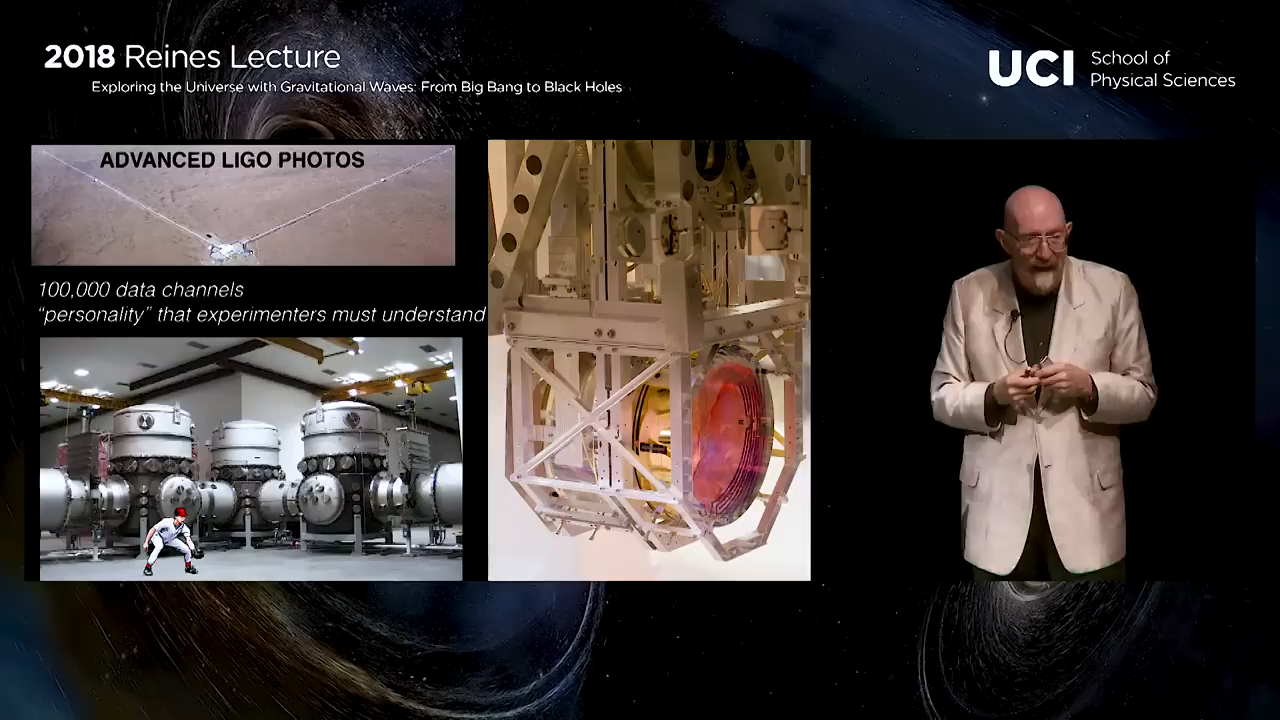 2018 Reines Lecture
Exploring the Universe with Gravitational Waves: From Big Bang to Black Holes
UCI School of
Physical Sciences
ADVANCED LIGO PHOTOS
100,000 data channels
“personality” that experimenters must understand